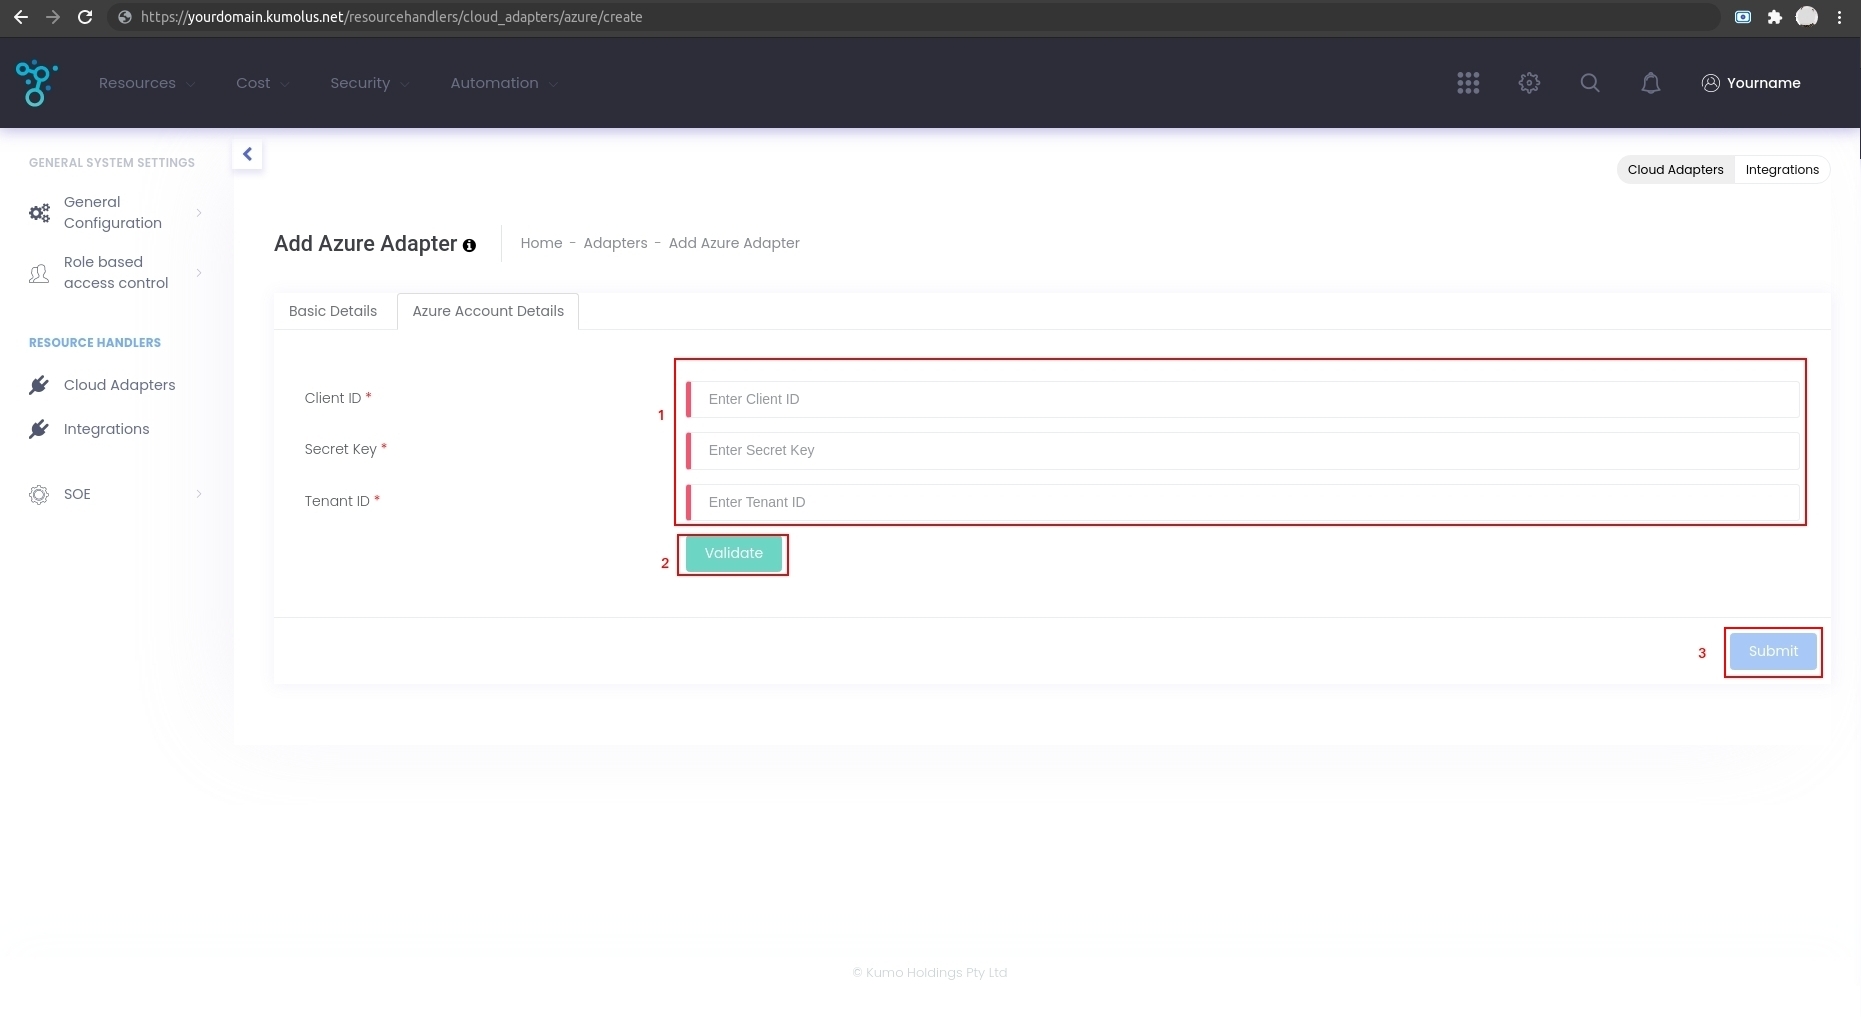 https://yourdomain.kumolus.net/resourcehandlers/cloud_adapters/azure/create
Resources Cost Security Automation Yourname
GENERAL SYSTEM SETTINGS
General
Configuration
Role based
access control
RESOURCE HANDLERS
Cloud Adapters
Integrations
SOE
Cloud Adapters Integrations
Add Azure Adapter Home - Adapters - Add Azure Adapter
Basic Details Azure Account Details
Client ID * 1 Enter Client ID
Secret Key * Enter Secret Key
Tenant ID * Enter Tenant ID
2 Validate
3 Submit
© Kumo Holdings Pty Ltd